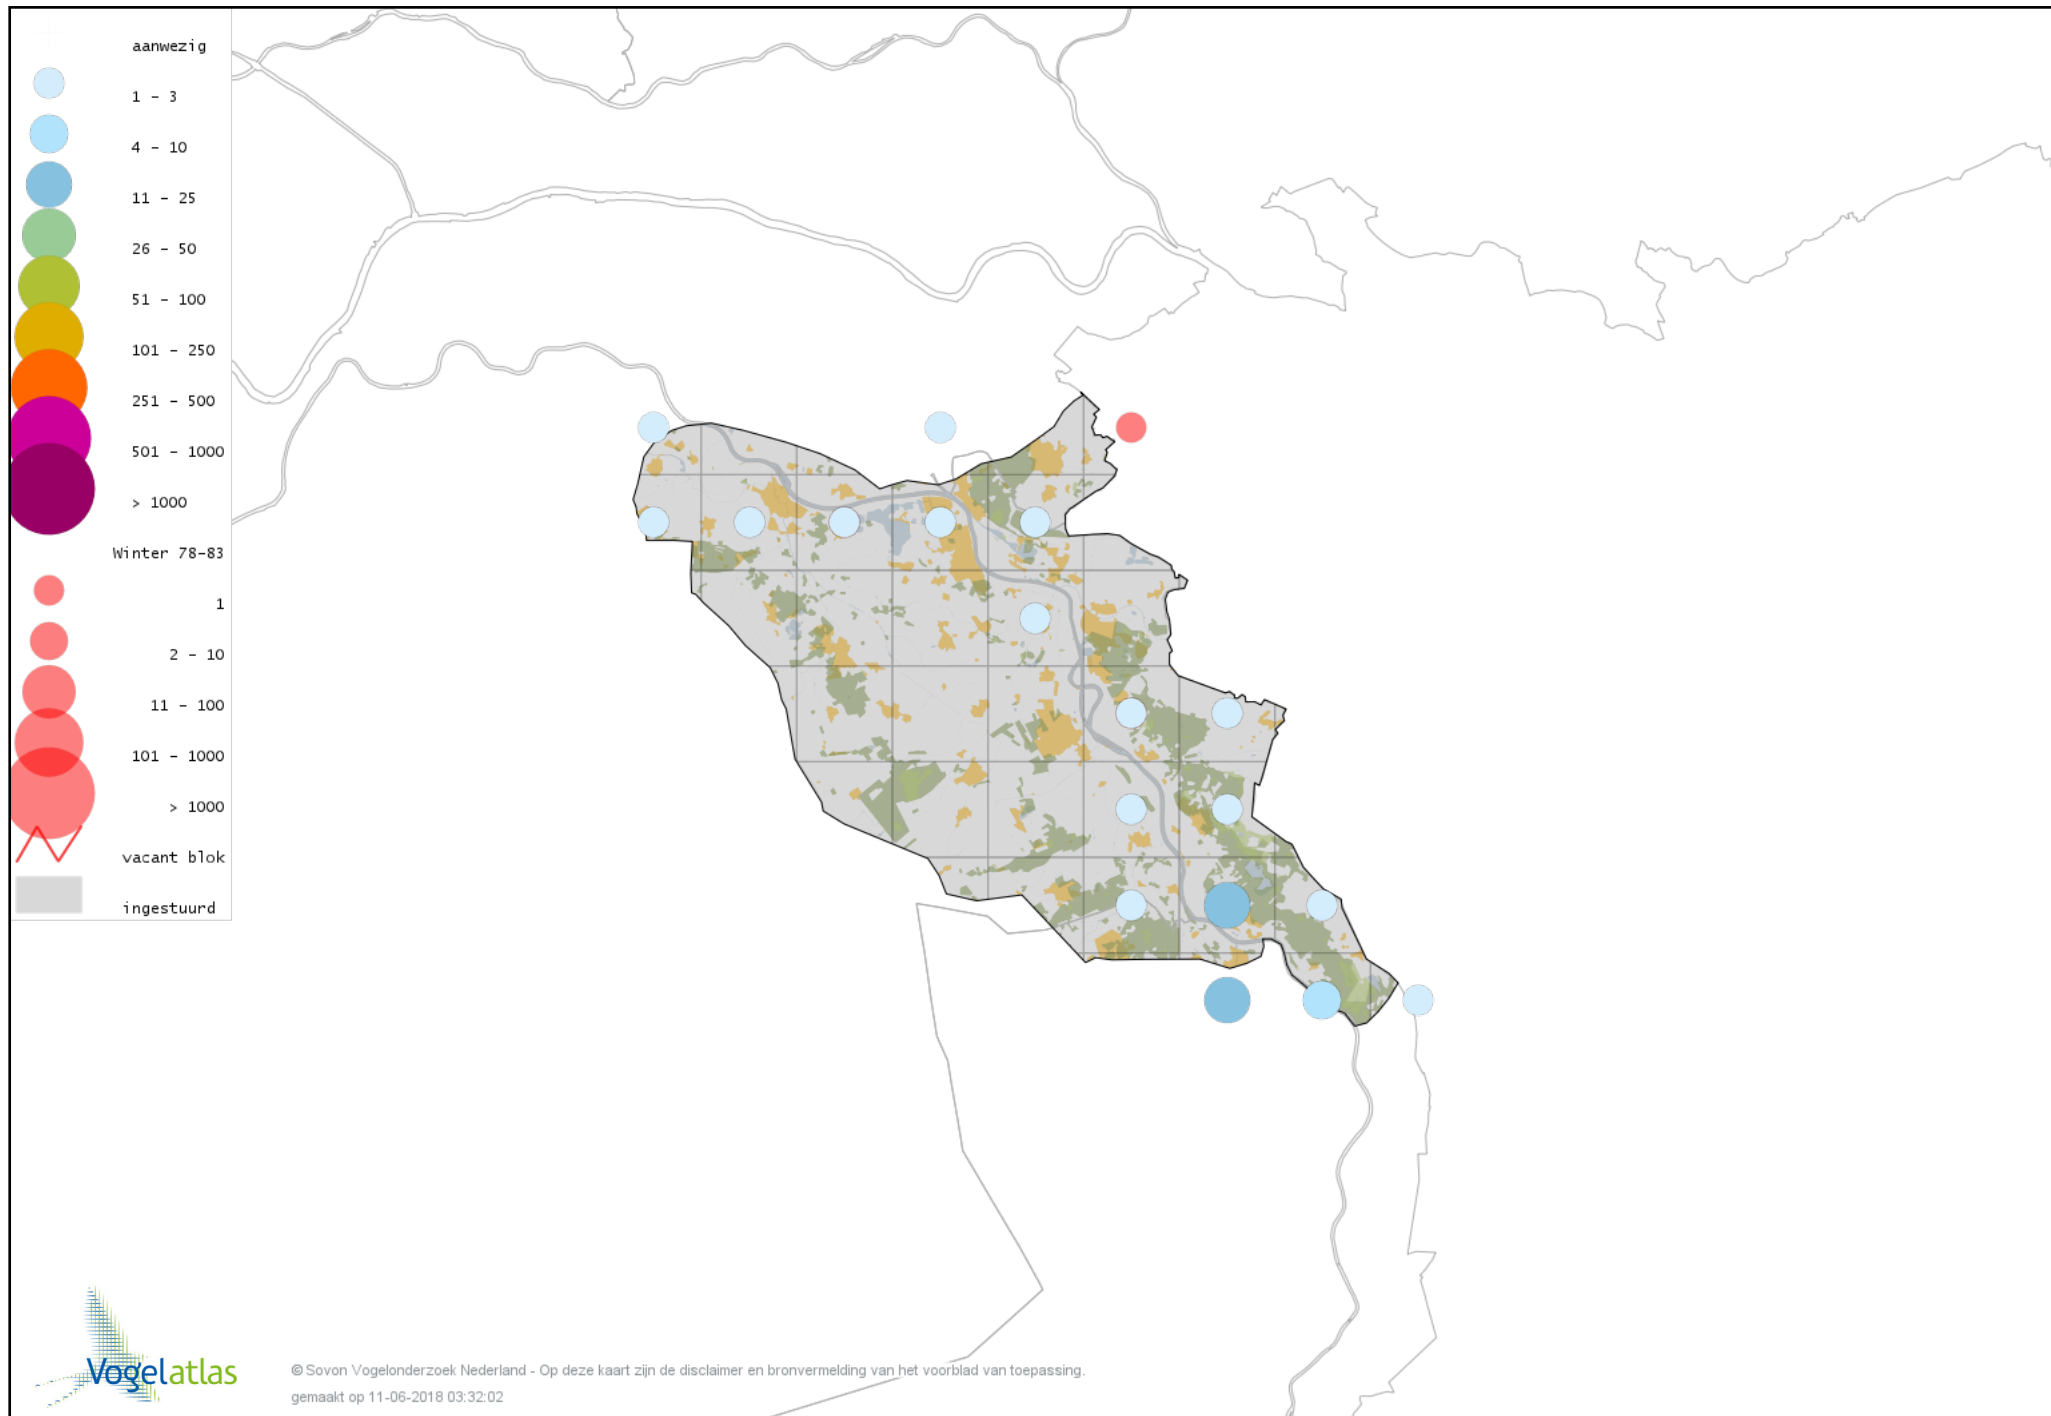 aanwezig
1 - 3
4 - 10
11 - 25
26 - 50
51 - 100
101 - 250
251 - 500
501 - 1000
> 1000
Winter 78-83
1
2 - 10
11 - 100
101 - 1000
> 1000
vacant blok
ingestuurd
Vogelatlas
© Sovon Vogelonderzoek Nederland - Op deze kaart zijn de disclaimer en bronvermelding van het voorblad van toepassing.
gemaakt op 11-06-2018 03:32:02